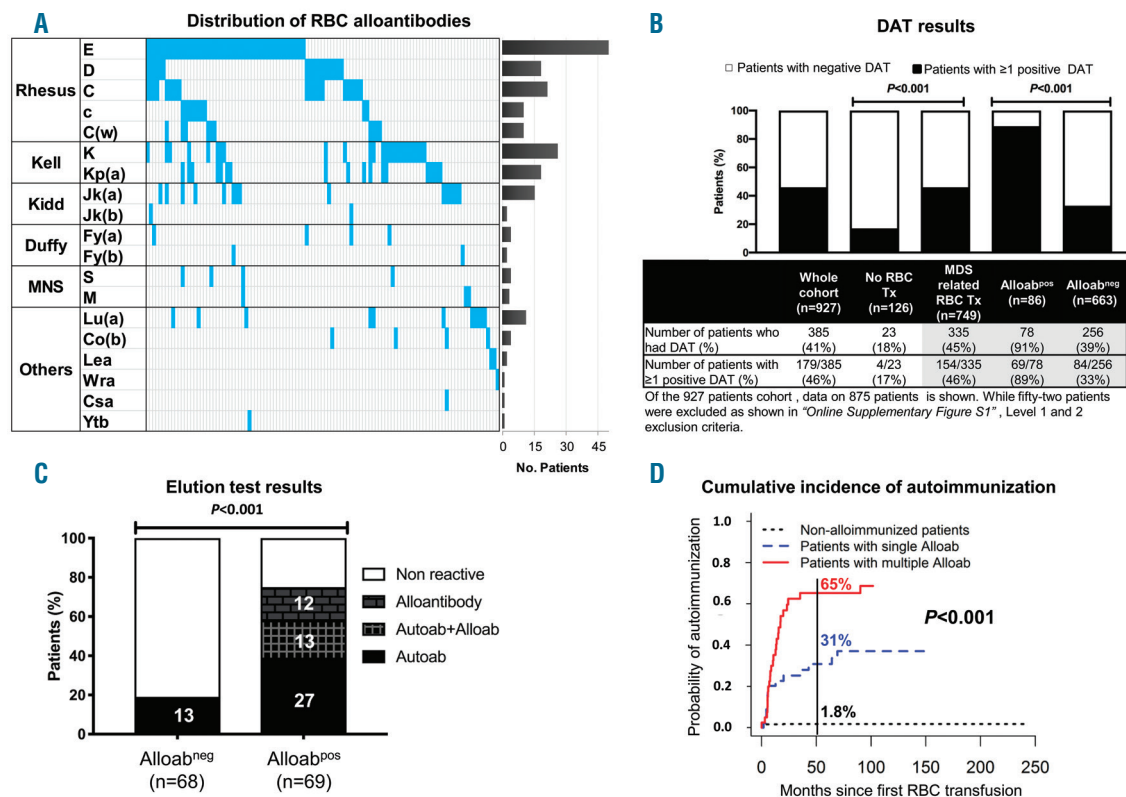 A
Distribution of RBC alloantibodies
Rhesus
E
D
C
c
C(w)
Kell
K
Kp(a)
Kidd
Jk(a)
Jk(b)
Duffy
Fy(a)
Fy(b)
MNS
S
M
Others
Lu(a)
Co(b)
Lea
Wra
Csa
Ytb
0 15 30 45
No. Patients
B
DAT results
Patients with negative DAT Patients with ≥1 positive DAT
P<0.001 P<0.001
Patients (%)
100
80
60
40
20
0
Whole cohort (n=927) No RBC Tx (n=126) MDS related RBC Tx (n=749) Alloabpos (n=86) Alloabneg (n=663)
Number of patients who had DAT (%) 385 (41%) 23 (18%) 335 (45%) 78 (91%) 256 (39%)
Number of patients with ≥1 positive DAT (%) 179/385 (46%) 4/23 (17%) 154/335 (46%) 69/78 (89%) 84/256 (33%)
Of the 927 patients cohort , data on 875 patients is shown. While fifty-two patients
were excluded as shown in "Online Supplementary Figure S1" , Level 1 and 2
exclusion criteria.
C
Elution test results
P<0.001
Patients (%)
100
80
60
40
20
0
13
12
13
27
Non reactive
Alloantibody
Autoab+Alloab
Autoab
Alloabneg Alloabpos
(n=68) (n=69)
D
Cumulative incidence of autoimmunization
Probability of autoimmunization
1.0
0.8
0.6
0.4
0.2
0.0
Non-alloimmunized patients
Patients with single Alloab
Patients with multiple Alloab
65%
P<0.001
31%
1.8%
0 50 100 150 200 250
Months since first RBC transfusion